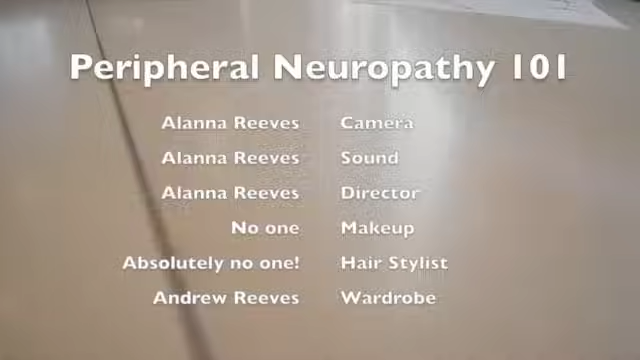 Peripheral Neuropathy 101
Alanna Reeves Camera
Alanna Reeves Sound
Alanna Reeves Director
No one Makeup
Absolutely no one! Hair Stylist
Andrew Reeves Wardrobe